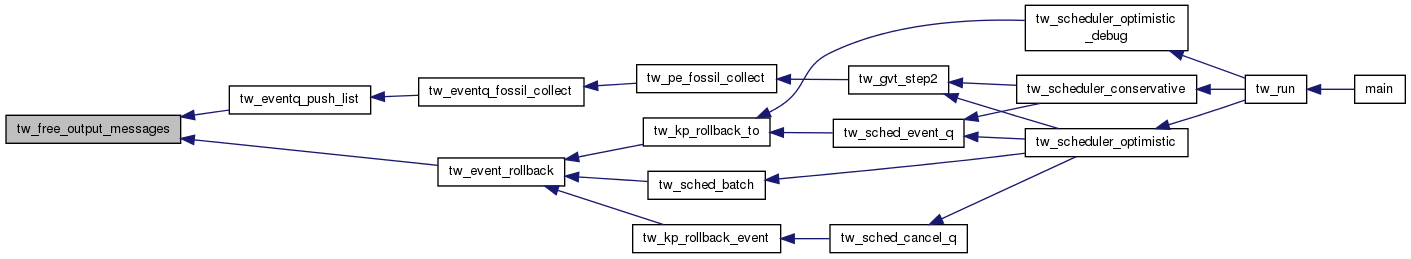 tw_free_output_messages
tw_eventq_push_list
tw_event_rollback
tw_eventq_fossil_collect
tw_pe_fossil_collect
tw_kp_rollback_to
tw_sched_batch
tw_kp_rollback_event
tw_gvt_step2
tw_sched_event_q
tw_sched_cancel_q
tw_scheduler_optimistic
_debug
tw_scheduler_conservative
tw_scheduler_optimistic
tw_run
main